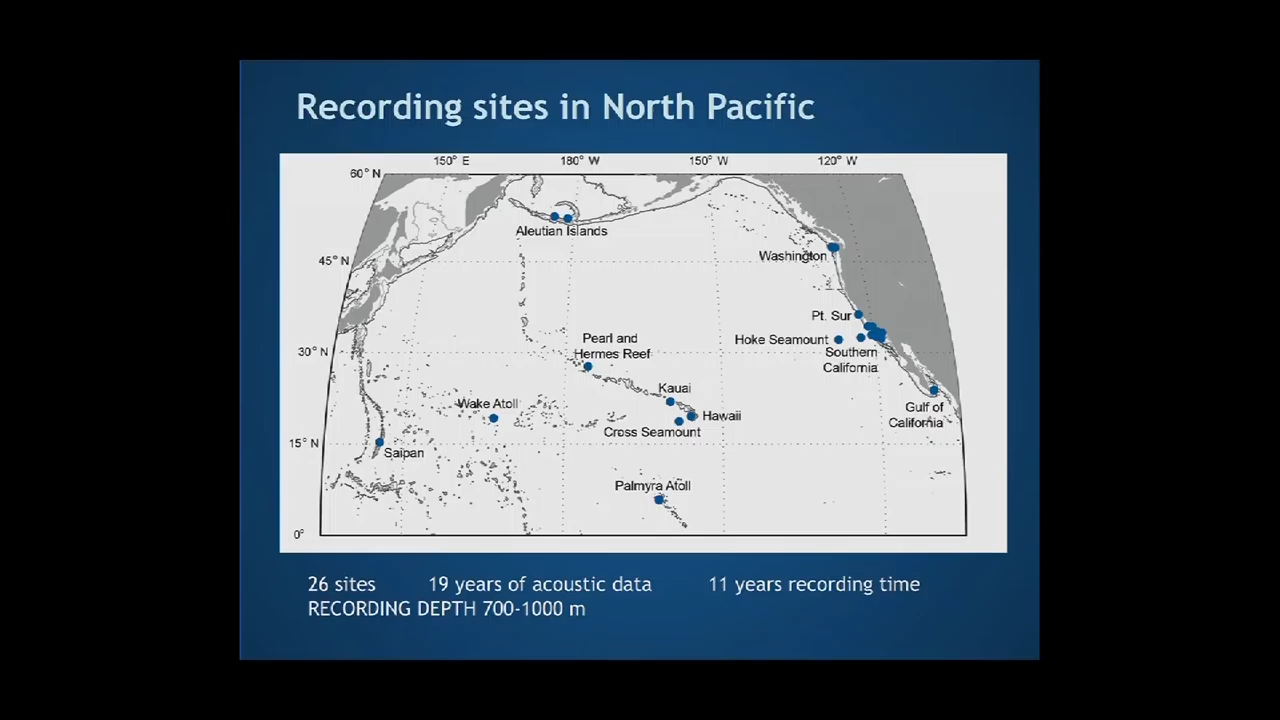 Recording sites in North Pacific
150° E 180° W 150° W 120° W
60° N
Aleutian Islands
Washington
45° N
Pt. Sur
Pearl and
Hermes Reef
Hoke Seamount
30° N
Southern
California
Kauai
Wake Atoll
Hawaii
Gulf of
California
Cross Seamount
15° N
Saipan
Palmyra Atoll
0°
26 sites 19 years of acoustic data 11 years recording time
RECORDING DEPTH 700-1000 m